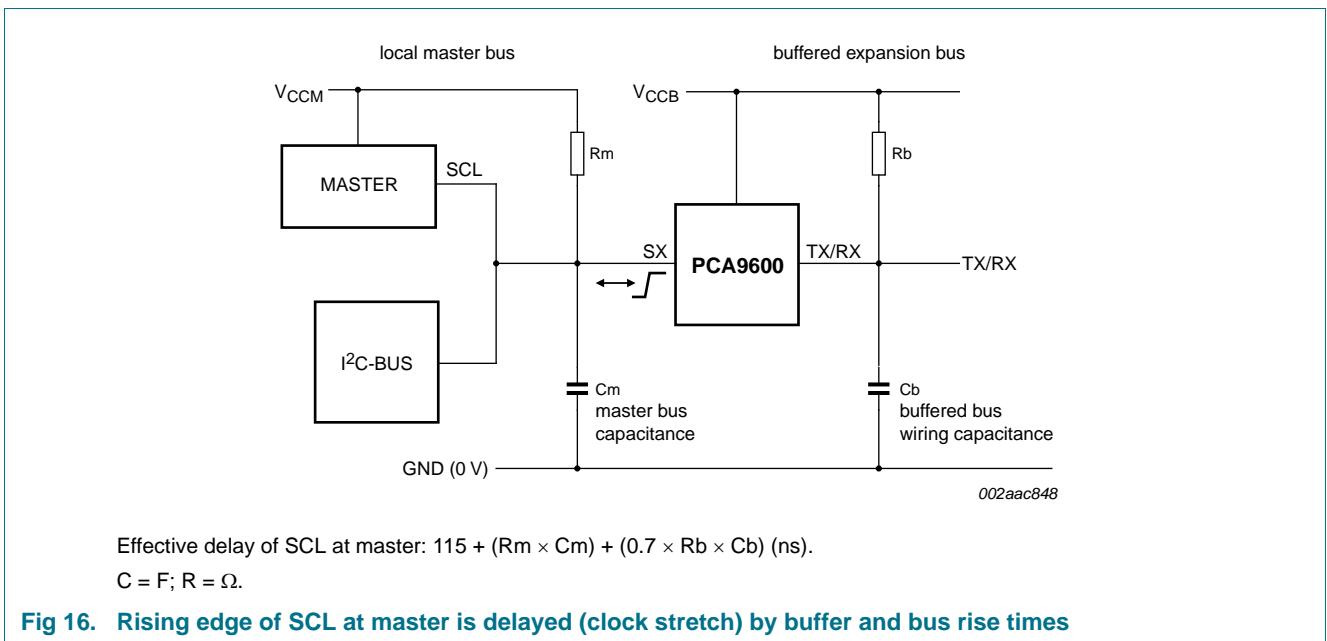 local master bus
buffered expansion bus
VCCM
VCCB
Rm
Rb
MASTER
SCL
SX
PCA9600
TX/RX
TX/RX
I²C-BUS
Cm
master bus
capacitance
Cb
buffered bus
wiring capacitance
GND (0 V)
002aac848
Effective delay of SCL at master: 115 + (Rm × Cm) + (0.7 × Rb × Cb) (ns).
C = F; R = Ω.
Fig 16. Rising edge of SCL at master is delayed (clock stretch) by buffer and bus rise times